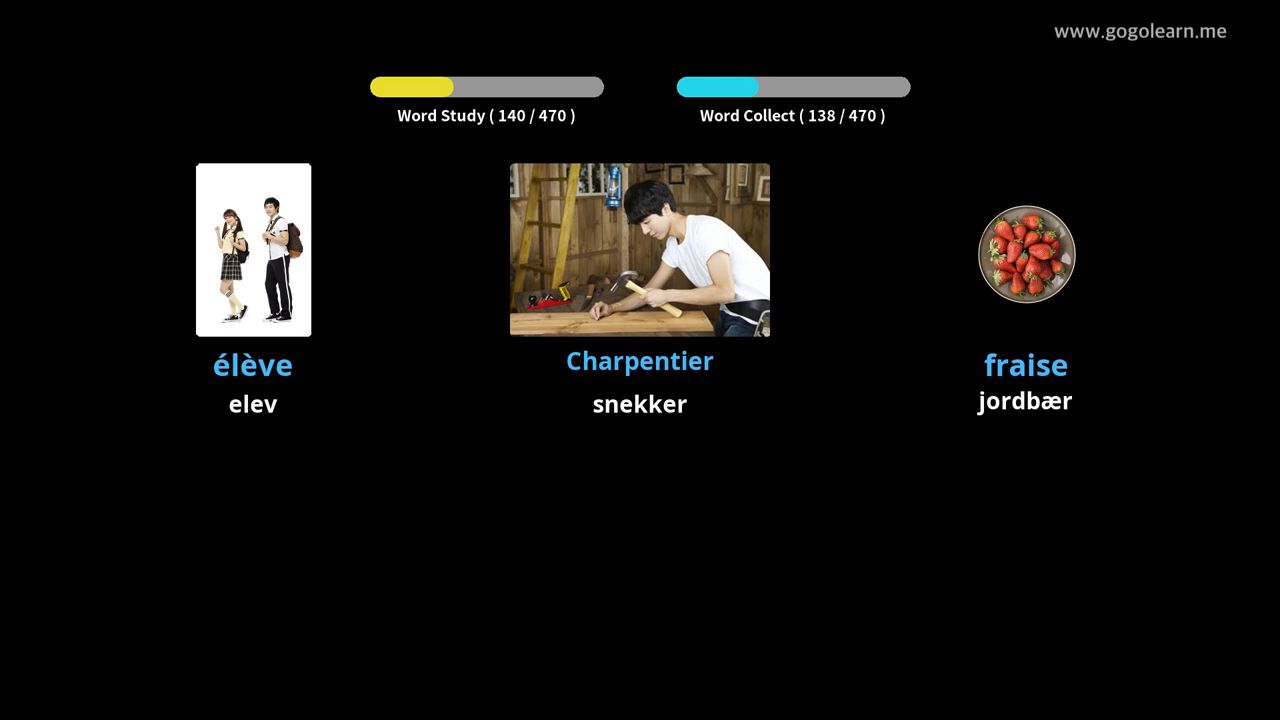 www.gogolearn.me
Word Study ( 140 / 470 )
Word Collect ( 138 / 470 )
élève
elev
Charpentier
snekker
fraise
jordbær